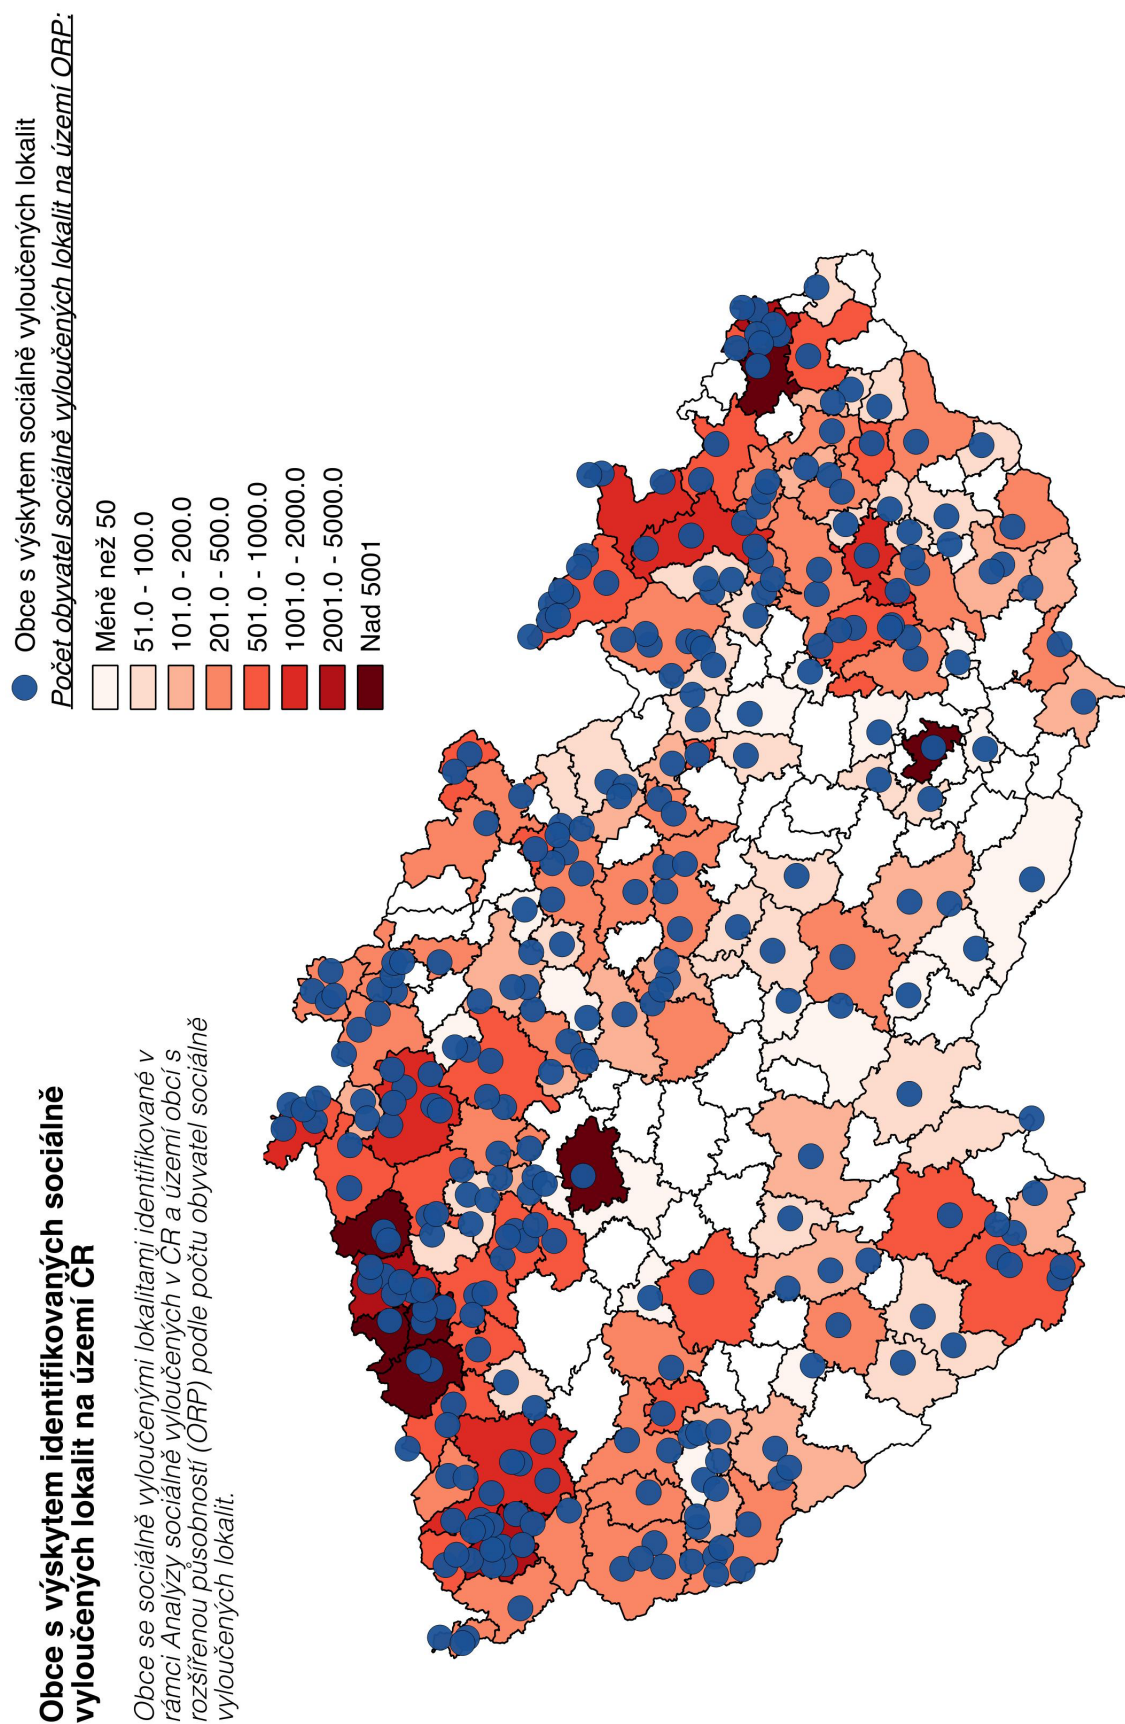 Obce s výskytem identifikovaných sociálně
vyloučených lokalit na území ČR
Obce se sociálně vyloučenými lokalitami identifikované v
rámci Analýzy sociálně vyloučených v ČR a území obcí s
rozšířenou působností (ORP) podle počtu obyvatel sociálně
vyloučených lokalit.
Obce s výskytem sociálně vyloučených lokalit
Počet obyvatel sociálně vyloučených lokalit na území ORP:
Méně než 50
51.0 - 100.0
101.0 - 200.0
201.0 - 500.0
501.0 - 1000.0
1001.0 - 2000.0
2001.0 - 5000.0
Nad 5001